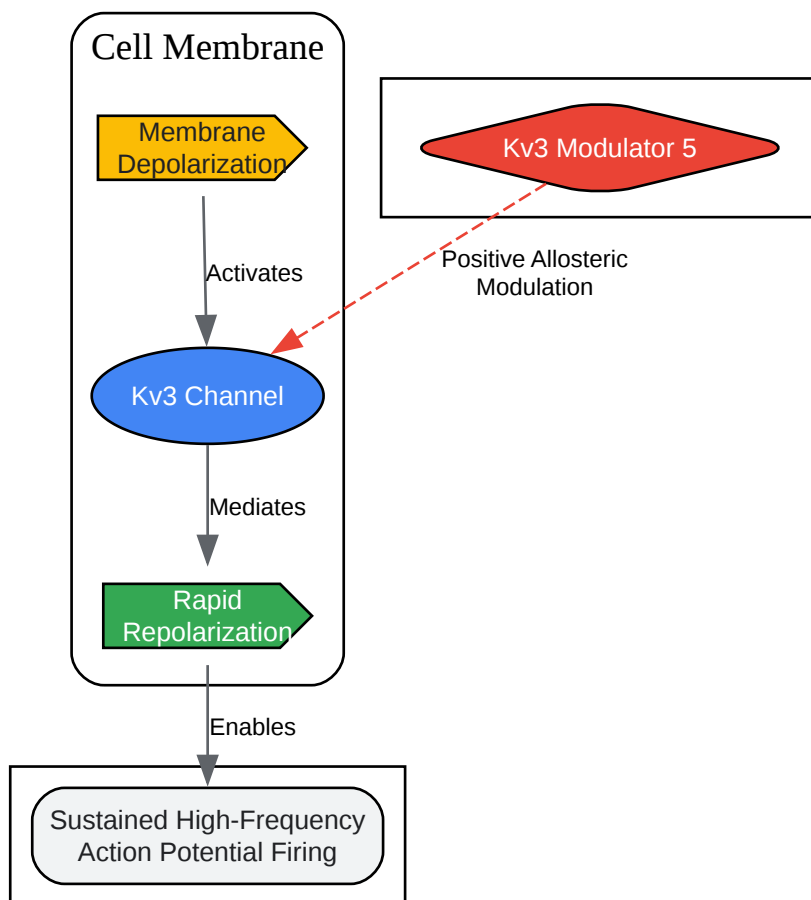 Cell Membrane
Membrane
Depolarization
Kv3 Modulator 5
Positive Allosteric
Modulation
Activates
Kv3 Channel
Mediates
Rapid
Repolarization
Enables
Sustained High-Frequency
Action Potential Firing